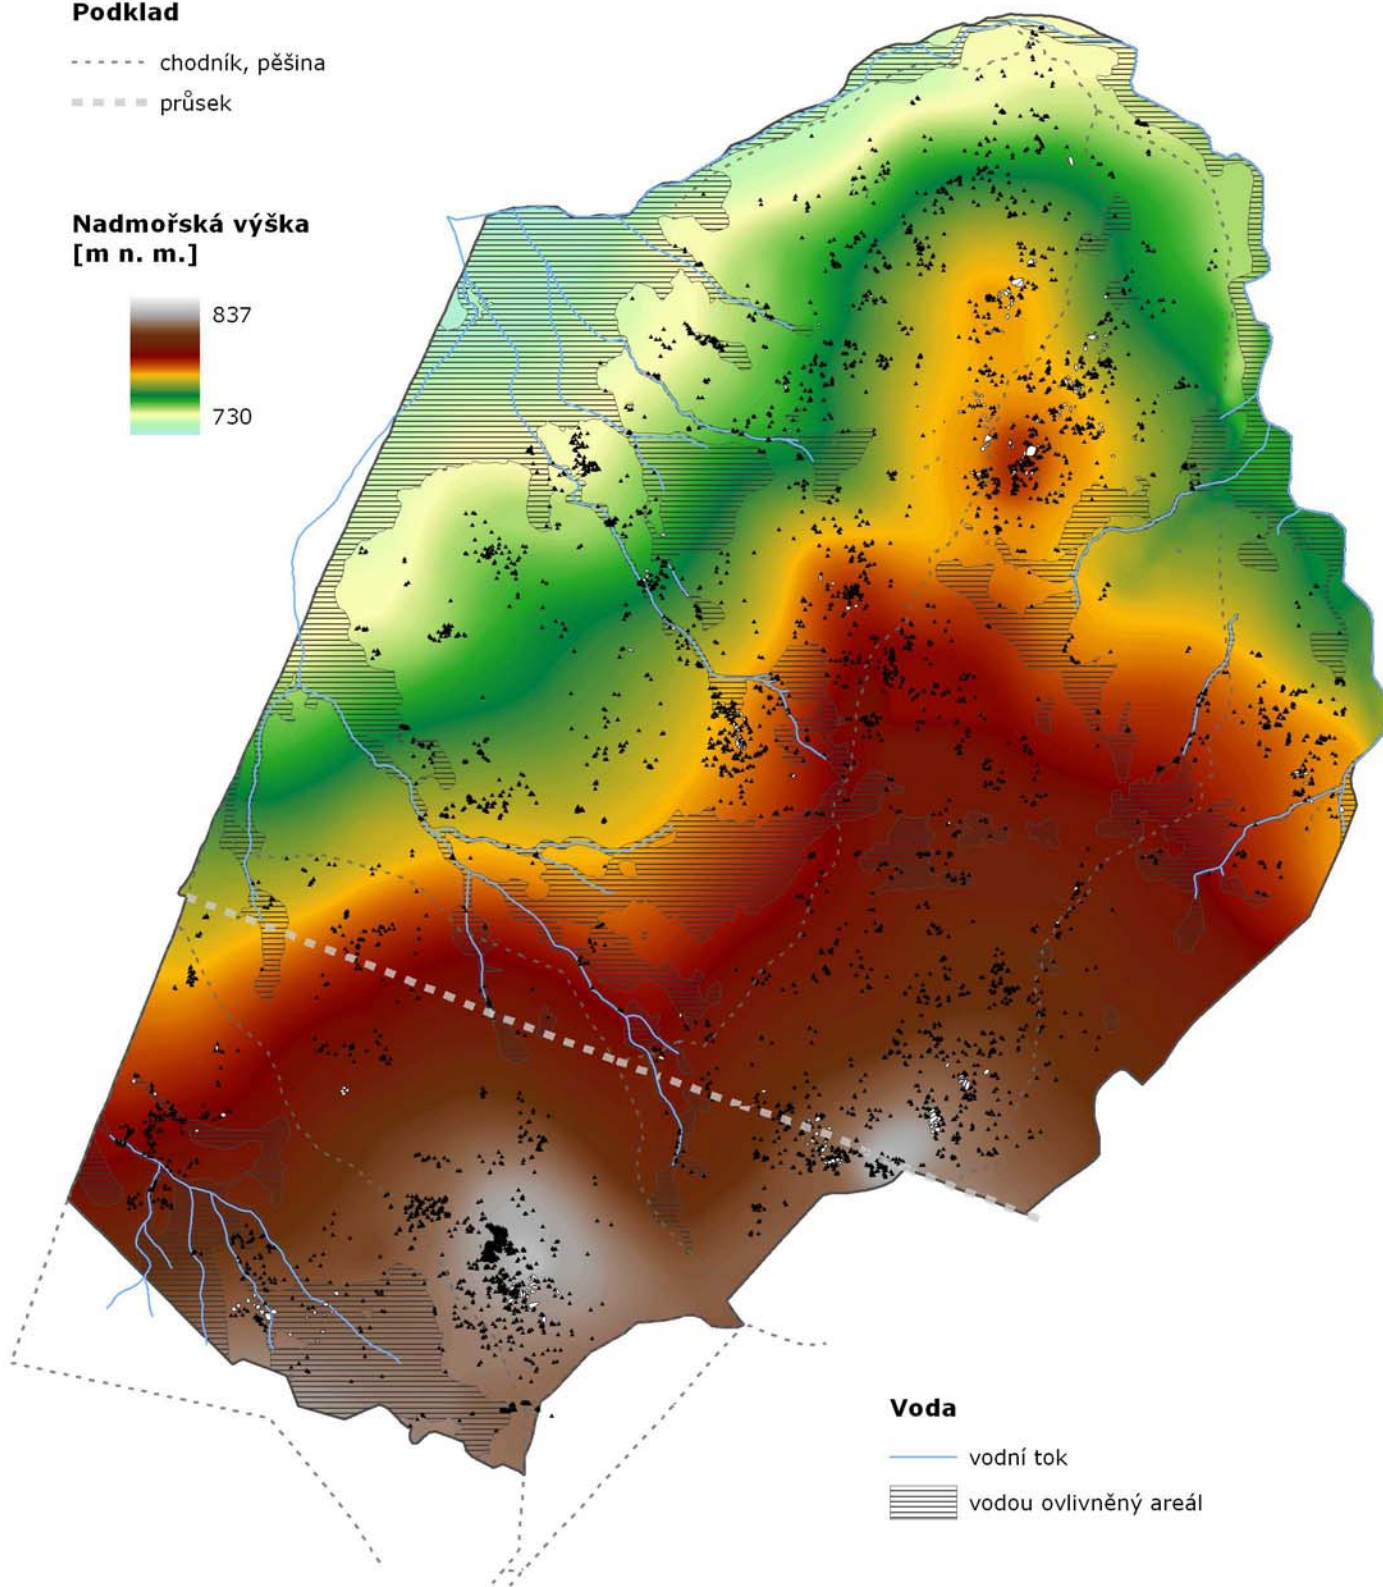 Podklad
chodník, pěšina
průsek
Nadmořská výška
[m n. m.]
837
730
Voda
vodní tok
vodou ovlivněný areál